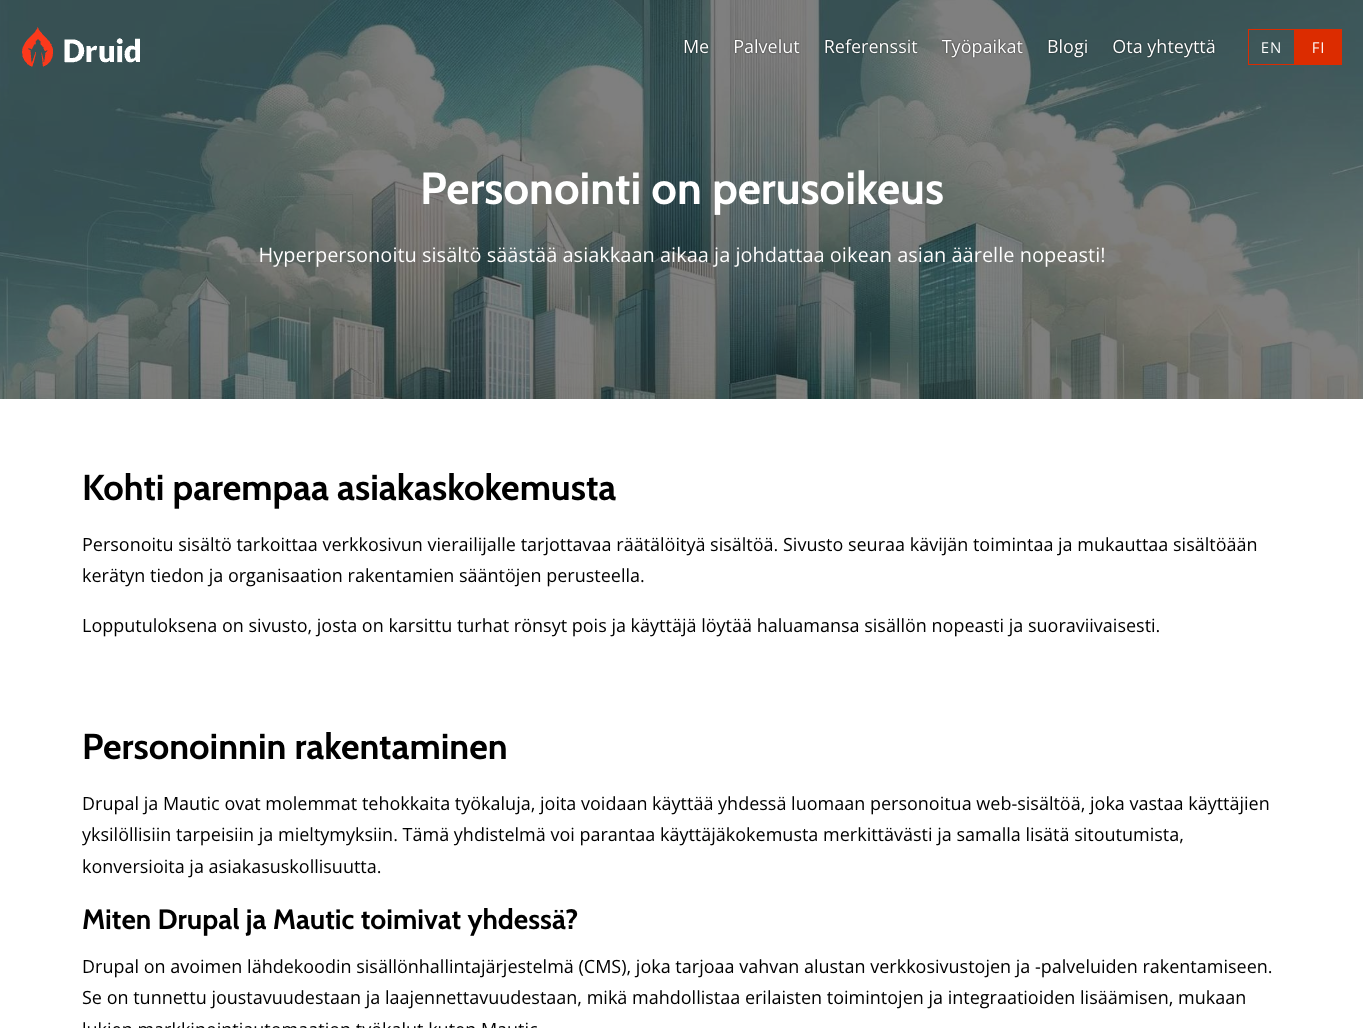 Druid
Me Palvelut Referenssit Työpaikat Blogi Ota yhteyttä EN FI
Personointi on perusoikeus
Hyperpersonoitu sisältö säästää asiakkaan aikaa ja johdattaa oikean asian äärelle nopeasti!
Kohti parempaa asiakaskokemusta
Personoitu sisältö tarkoittaa verkkosivun vierailijalle tarjottavaa räätälöityä sisältöä. Sivusto seuraa kävijän toimintaa ja mukauttaa sisältöään
kerätyn tiedon ja organisaation rakentamien sääntöjen perusteella.
Lopputuloksena on sivusto, josta on karsittu turhat rönsyt pois ja käyttäjä löytää haluamansa sisällön nopeasti ja suoraviivaisesti.
Personoinnin rakentaminen
Drupal ja Mautic ovat molemmat tehokkaita työkaluja, joita voidaan käyttää yhdessä luomaan personoitua web-sisältöä, joka vastaa käyttäjien
yksilöllisiin tarpeisiin ja mieltymyksiin. Tämä yhdistelmä voi parantaa käyttäjäkokemusta merkittävästi ja samalla lisätä sitoutumista,
konversioita ja asiakasuskollisuutta.
Miten Drupal ja Mautic toimivat yhdessä?
Drupal on avoimen lähdekoodin sisällönhallintajärjestelmä (CMS), joka tarjoaa vahvan alustan verkkosivustojen ja -palveluiden rakentamiseen.
Se on tunnettu joustavuudestaan ja laajennettavuudestaan, mikä mahdollistaa erilaisten toimintojen ja integraatioiden lisäämisen, mukaan
lukien markkinointiautomaation työkalut kuten Mautic.